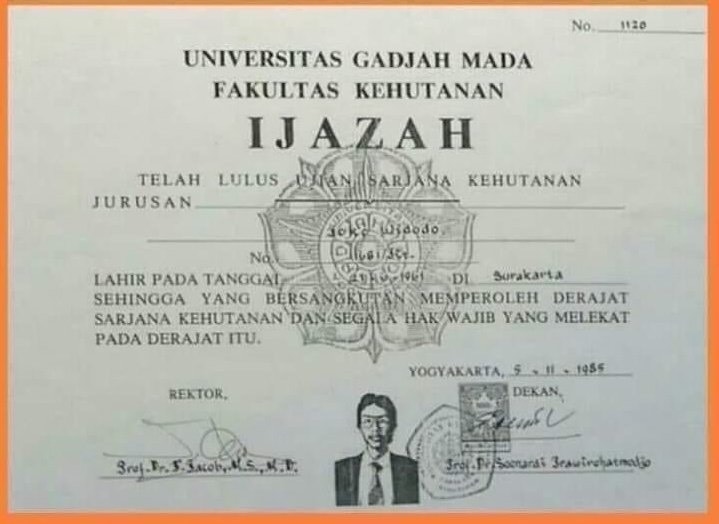 No. 1120
UNIVERSITAS GADJAH MADA
FAKULTAS KEHUTANAN
IJAZAH
TELAH LULUS UJIAN SARJANA KEHUTANAN
JURUSAN
Joko Widodo
No.
LAHIR PADA TANGGAL 1961 DI Surakarta
SEHINGGA YANG BERSANGKUTAN MEMPEROLEH DERAJAT
SARJANA KEHUTANAN DAN SEGALA HAK WAJIB YANG MELEKAT
PADA DERAJAT ITU.
YOGYAKARTA, 5 - 11 - 1985
REKTOR,
DEKAN,
Prof. Dr. T. Jacob, M.S., M.D.
Prof. Dr. Soenardi Prawirohatmodjo